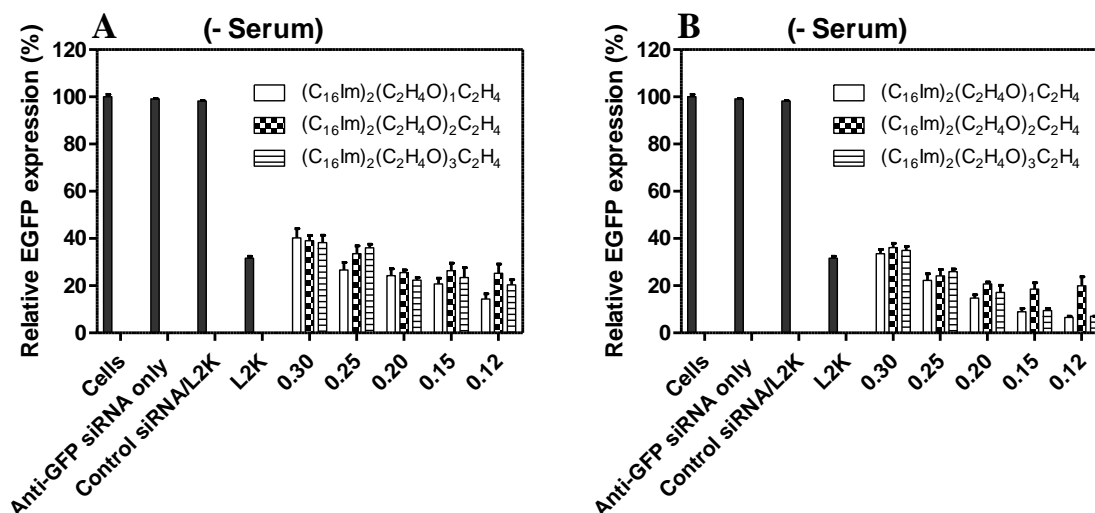 A (- Serum)
Relative EGFP expression (%)
120
100
80
60
40
20
0
(C₁₆Im)₂(C₂H₄O)₁C₂H₄
(C₁₆Im)₂(C₂H₄O)₂C₂H₄
(C₁₆Im)₂(C₂H₄O)₃C₂H₄
Cells
Anti-GFP siRNA only
Control siRNA/L2K
L2K
0.30
0.25
0.20
0.15
0.12
B (- Serum)
Relative EGFP expression (%)
120
100
80
60
40
20
0
(C₁₆Im)₂(C₂H₄O)₁C₂H₄
(C₁₆Im)₂(C₂H₄O)₂C₂H₄
(C₁₆Im)₂(C₂H₄O)₃C₂H₄
Cells
Anti-GFP siRNA only
Control siRNA/L2K
L2K
0.30
0.25
0.20
0.15
0.12